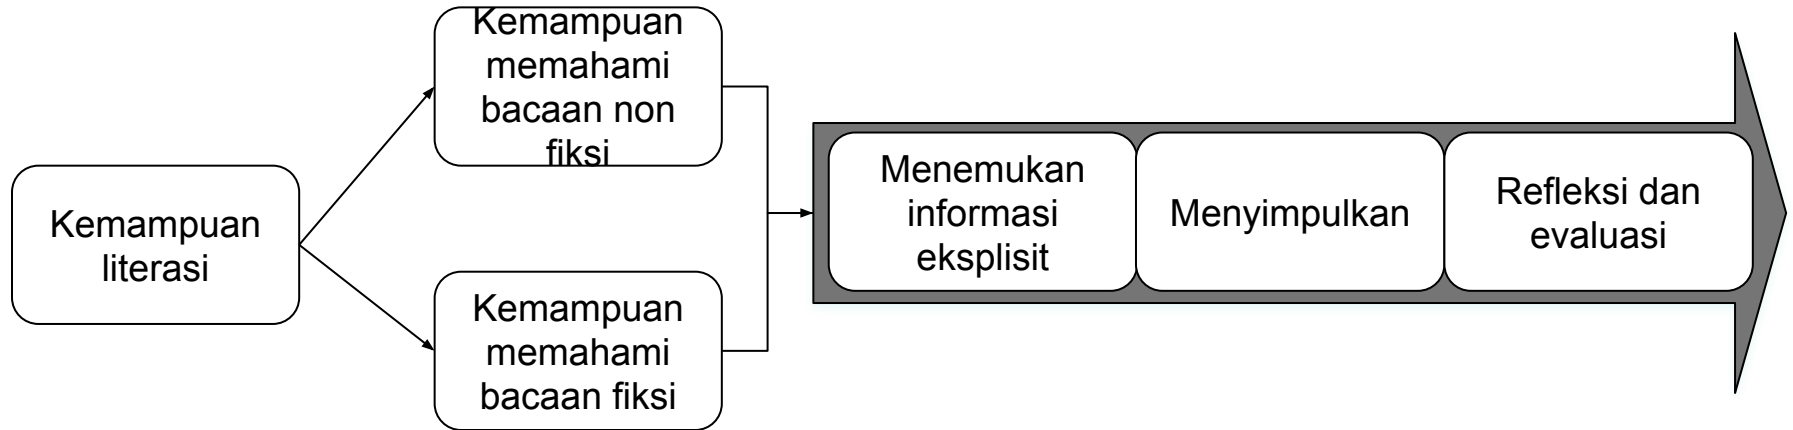 Kemampuan
literasi
Kemampuan
memahami
bacaan non
fiksi
Kemampuan
memahami
bacaan fiksi
Menemukan
informasi
eksplisit
Menyimpulkan
Refleksi dan
evaluasi